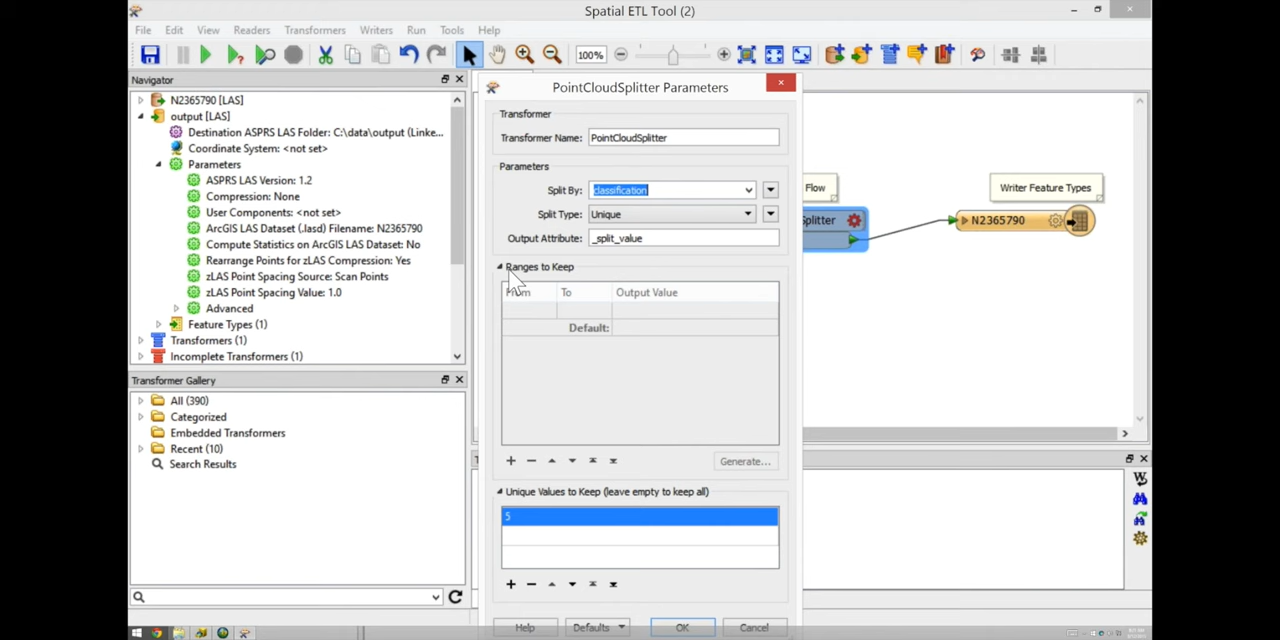 Spatial ETL Tool (2)
File Edit View Readers Transformers Writers Run Tools Help
100%
Navigator
N2365790 [LAS]
output [LAS]
Destination ASPRS LAS Folder: C:\data\output (Linke...
Coordinate System: <not set>
Parameters
ASPRS LAS Version: 1.2
Compression: None
User Components: <not set>
ArcGIS LAS Dataset (.lasd) Filename: N2365790
Compute Statistics on ArcGIS LAS Dataset: No
Rearrange Points for zLAS Compression: Yes
zLAS Point Spacing Source: Scan Points
zLAS Point Spacing Value: 1.0
Advanced
Feature Types (1)
Transformers (1)
Incomplete Transformers (1)
Transformer Gallery
All (390)
Categorized
Embedded Transformers
Recent (10)
Search Results
PointCloudSplitter Parameters
Transformer
Transformer Name: PointCloudSplitter
Parameters
Split By: classification
Split Type: Unique
Output Attribute: _split_value
Ranges to Keep
From To Output Value
Default:
Generate...
Unique Values to Keep (leave empty to keep all)
5
Help Defaults OK Cancel
Flow
Writer Feature Types
Splitter
N2365790